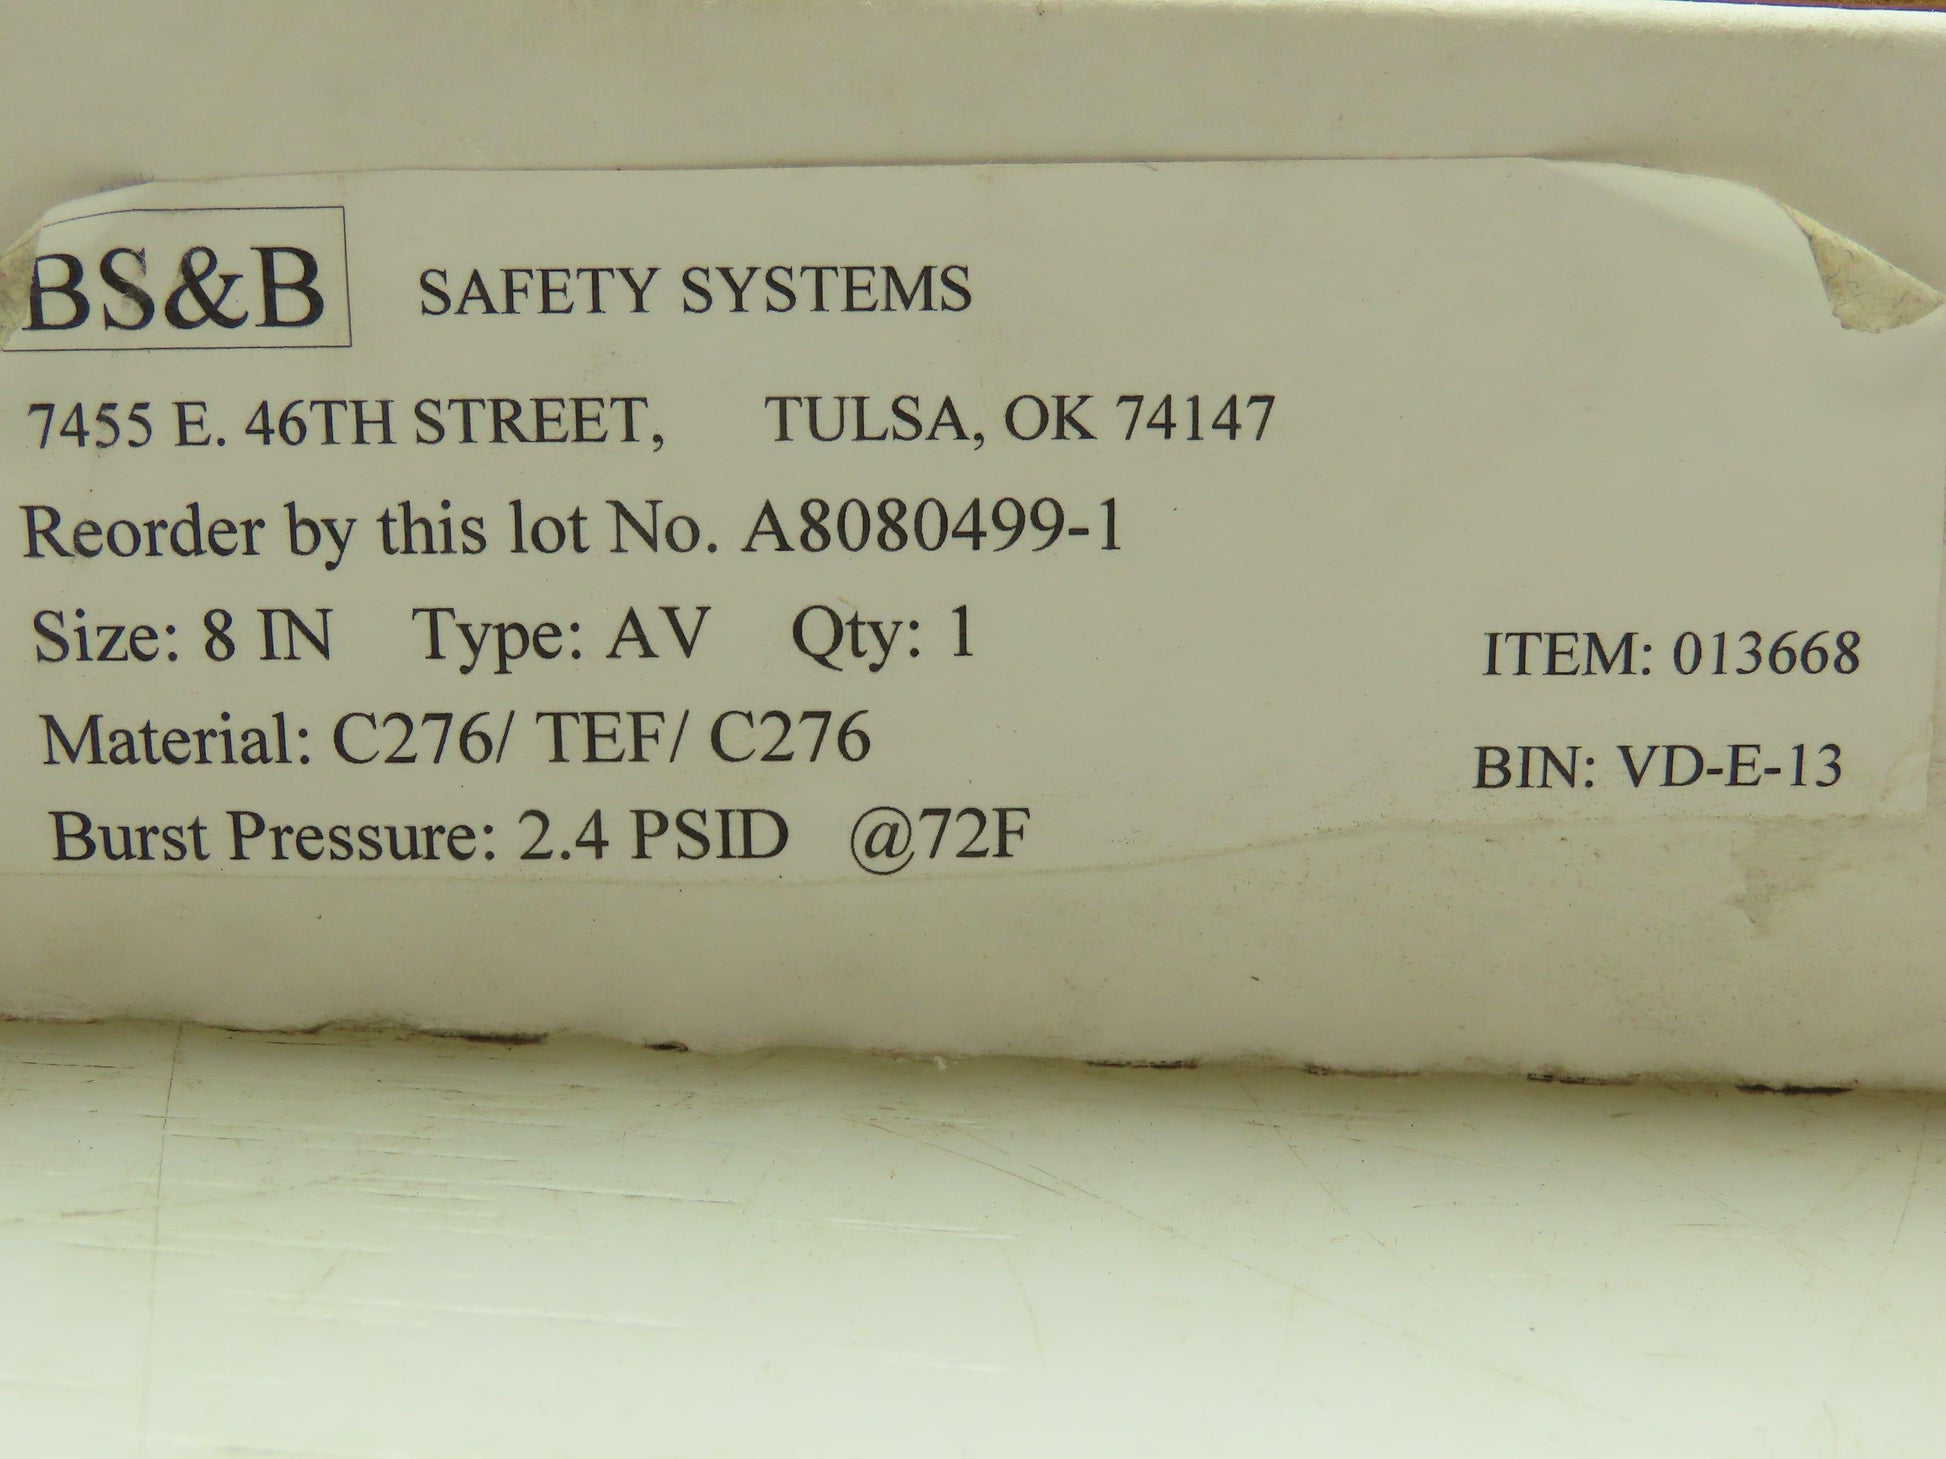 BS&B SAFETY SYSTEMS
7455 E. 46TH STREET, TULSA, OK 74147
Reorder by this lot No. A8080499-1
Size: 8 IN Type: AV Qty: 1
ITEM: 013668
Material: C276/ TEF/ C276
BIN: VD-E-13
Burst Pressure: 2.4 PSID @72F